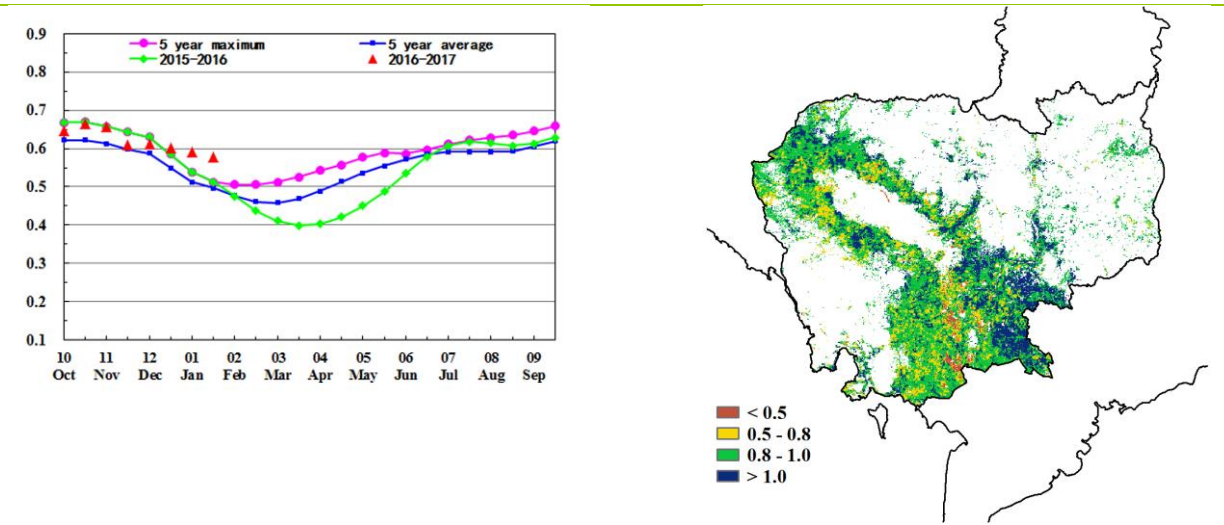 0.9
5 year maximum 5 year average
2015-2016 2016-2017
0.8
0.7
0.6
0.5
0.4
0.3
0.2
0.1
10 11 12 01 02 03 04 05 06 07 08 09
Oct Nov Dec Jan Feb Mar Apr May Jun Jul Aug Sep
< 0.5
0.5 - 0.8
0.8 - 1.0
> 1.0